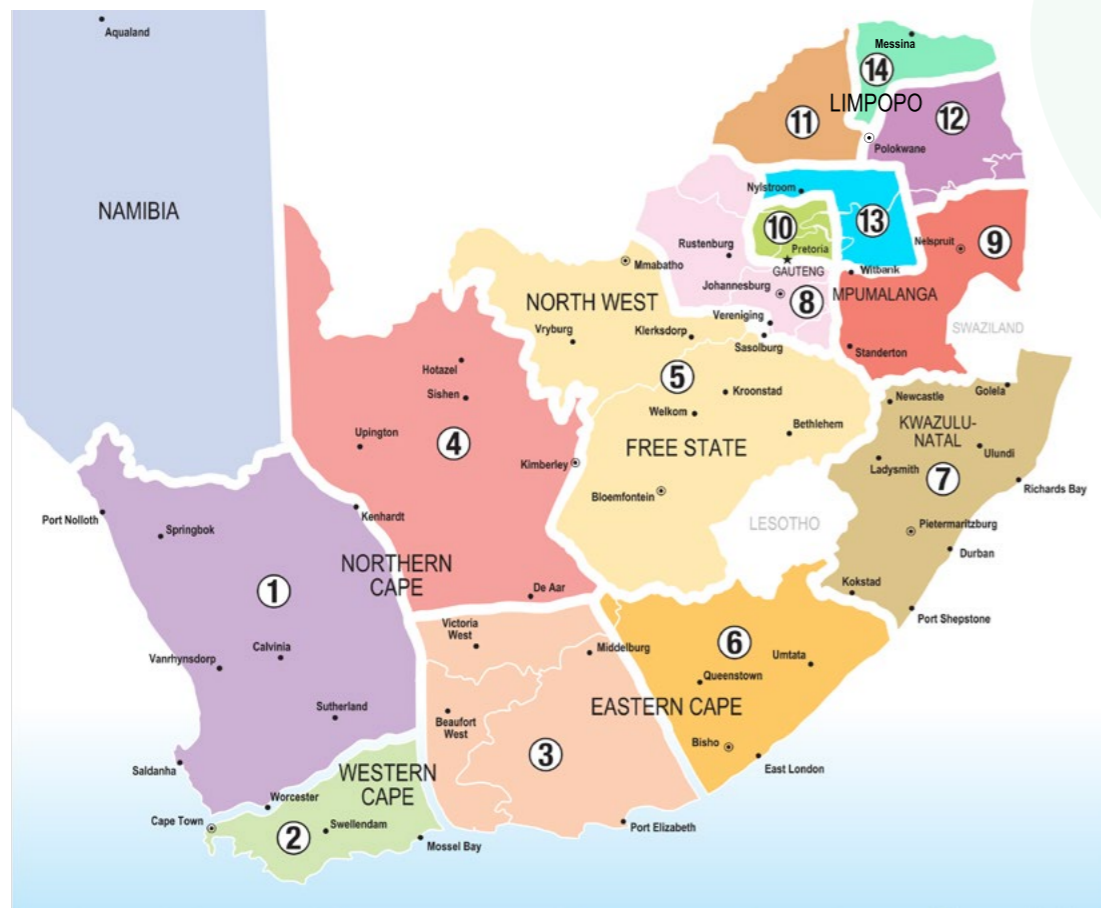 Aqualand
Messina
14
LIMPOPO
11
12
Polokwane
NAMIBIA
Nylstroom
10
13
9
Rustenburg
Pretoria
Nelspruit
Mmabatho
GAUTENG
Witbank
Johannesburg
NORTH WEST
8
MPUMALANGA
Vereniging
Vryburg
Klerksdorp
SWAZILAND
Sasolburg
Standerton
Hotazel
5
Sishen
Kroonstad
Newcastle
Golela
Welkom
KWAZULU-
NATAL
Bethlehem
Upington
4
FREE STATE
Ulundi
Kimberley
Ladysmith
7
Bloemfontein
Richards Bay
Kenhardt
Port Nolloth
Springbok
LESOTHO
Pietermaritzburg
Durban
NORTHERN
CAPE
1
De Aar
Kokstad
Port Shepstone
Victoria
West
6
Calvinia
Middelburg
Umtata
Vanrhynsdorp
Queenstown
Sutherland
Beaufort
West
EASTERN CAPE
3
Bisho
Saldanha
WESTERN
CAPE
East London
Worcester
Cape Town
Swellendam
2
Port Elizabeth
Mossel Bay